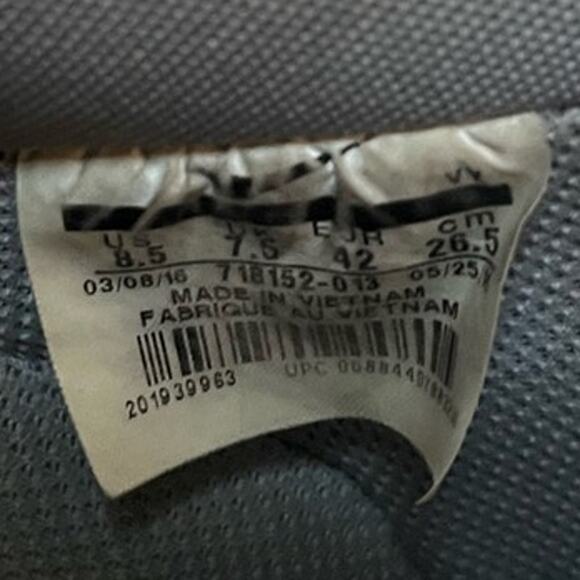 US UK EUR cm
8.5 7.5 42 26.5
03/08/16 718152-013 05/25/
MADE IN VIETNAM
FABRIQUE AU VIETNAM
201939963 UPC